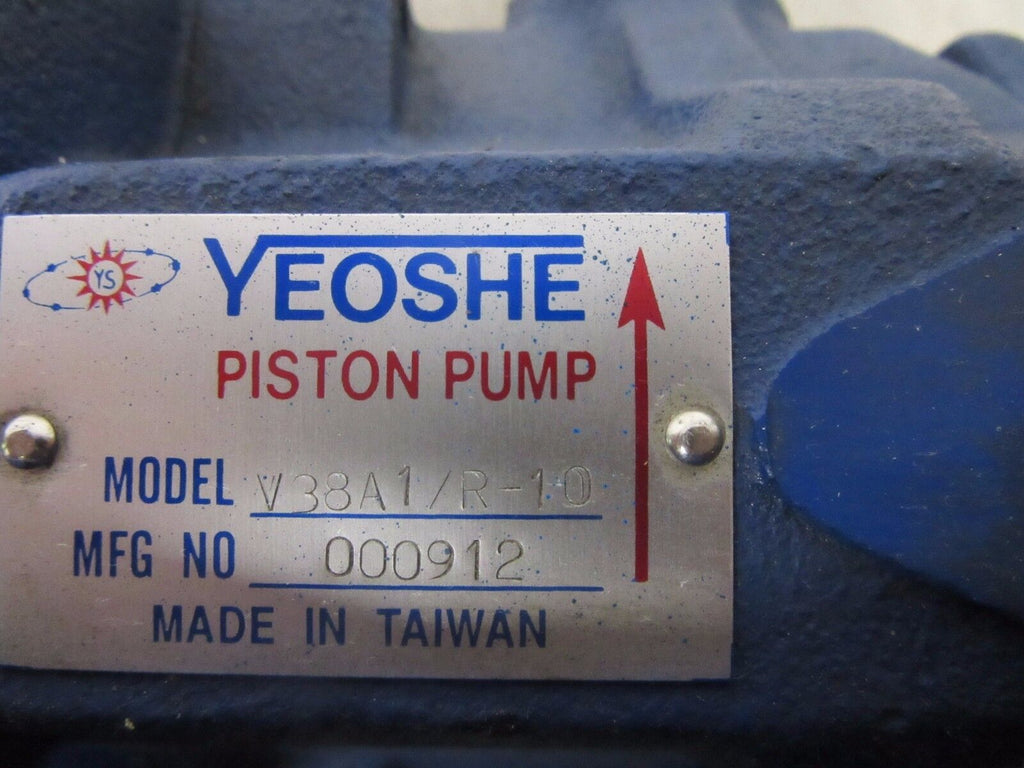 YS YEOSHE
PISTON PUMP
MODEL V38A1/R-10
MFG NO 000912
MADE IN TAIWAN